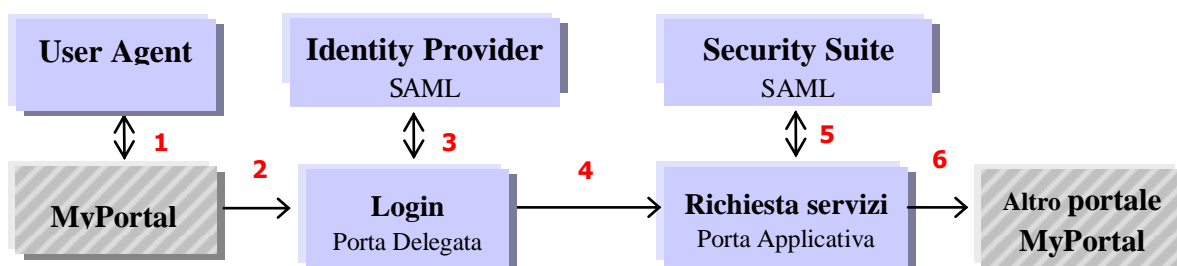 User Agent
Identity Provider
SAML
Security Suite
SAML
1
3
5
2
4
6
MyPortal
Login
Porta Delegata
Richiesta servizi
Porta Applicativa
Altro portale
MyPortal